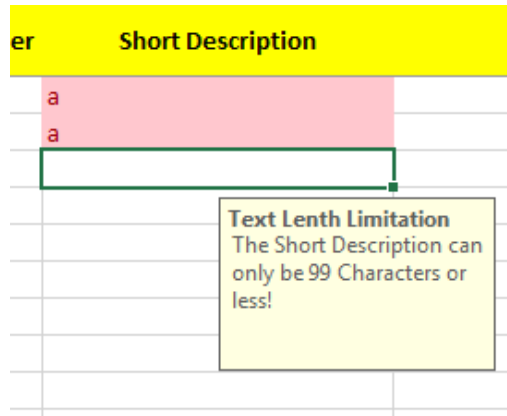 er Short Description
a
a
Text Lenth Limitation
The Short Description can
only be 99 Characters or
less!